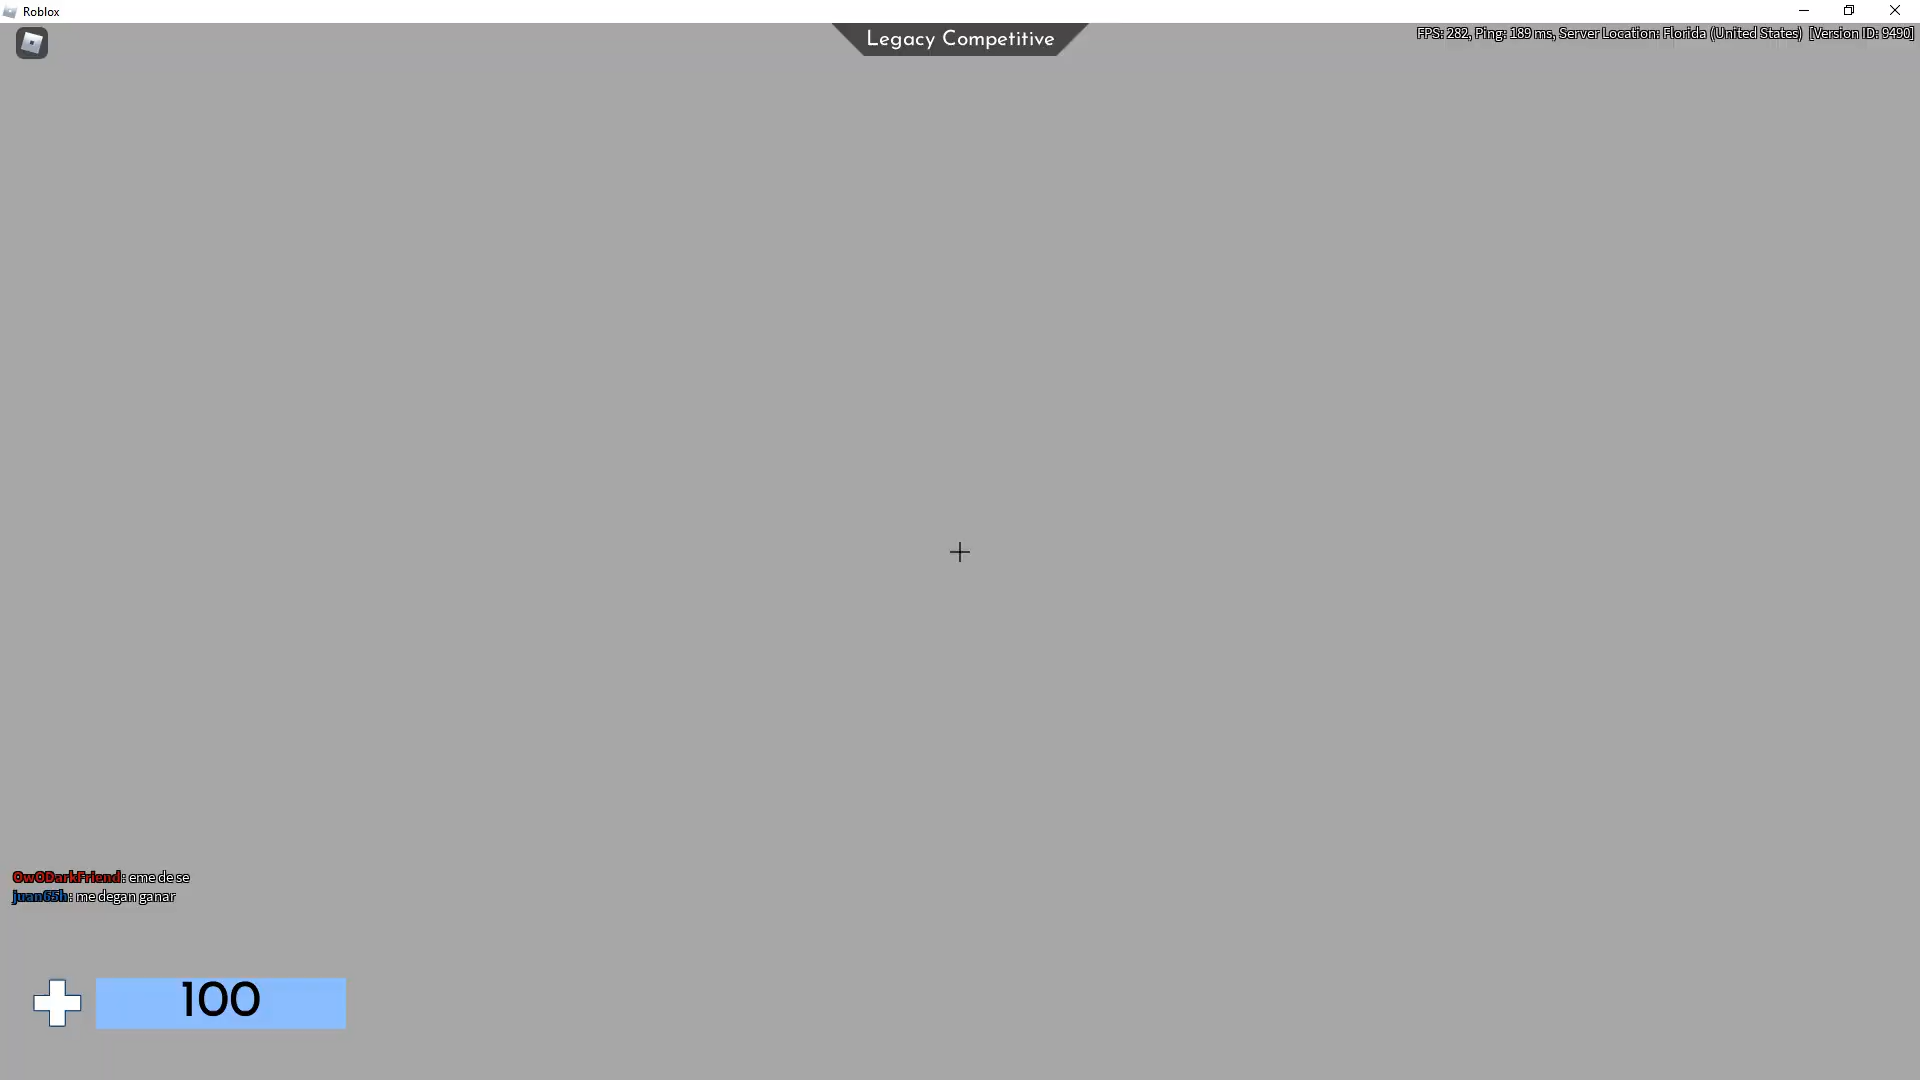 Roblox
Legacy Competitive
FPS: 282, Ping: 189 ms, Server Location: Florida (United States) [Version ID: 9490]
OwODarkFriend: eme de se
juan65h: me degan ganar
100